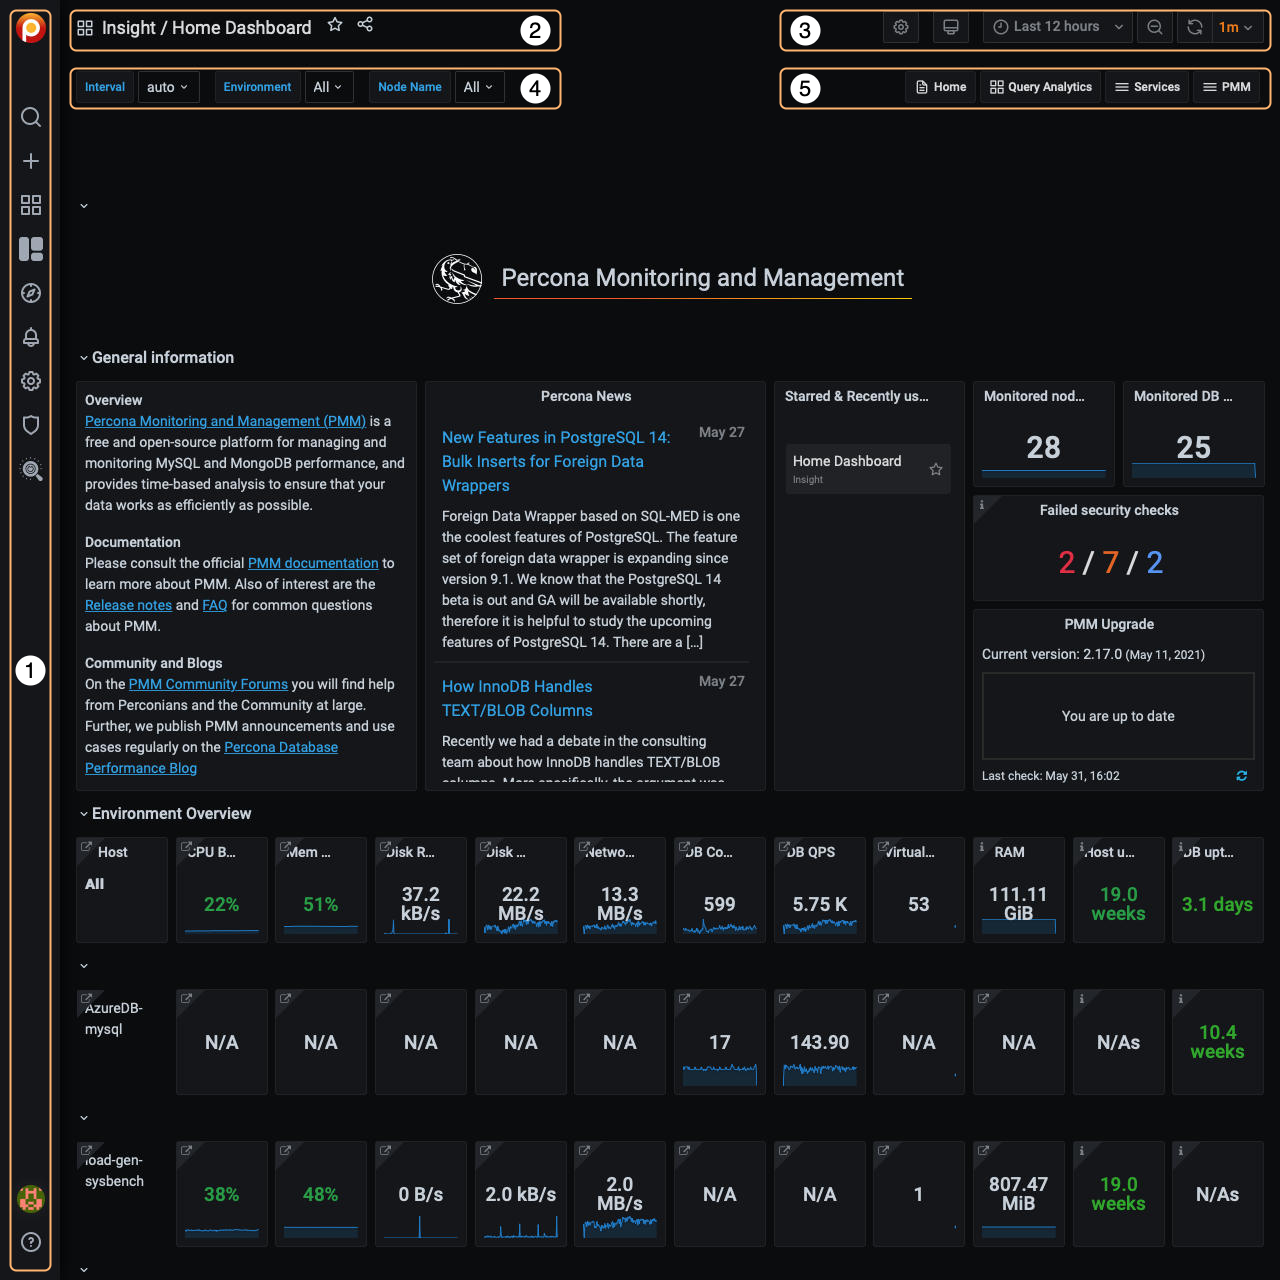 Insight / Home Dashboard
2
3
Last 12 hours
1m
Interval
auto
Environment
All
Node Name
All
4
5
Home
Query Analytics
Services
PMM
Percona Monitoring and Management
General information
Overview
Percona Monitoring and Management (PMM) is a
free and open-source platform for managing and
monitoring MySQL and MongoDB performance, and
provides time-based analysis to ensure that your
data works as efficiently as possible.
Documentation
Please consult the official PMM documentation to
learn more about PMM. Also of interest are the
Release notes and FAQ for common questions
about PMM.
Community and Blogs
On the PMM Community Forums you will find help
from Perconians and the Community at large.
Further, we publish PMM announcements and use
cases regularly on the Percona Database
Performance Blog
1
Percona News
New Features in PostgreSQL 14:
Bulk Inserts for Foreign Data
Wrappers
May 27
Foreign Data Wrapper based on SQL-MED is one
the coolest features of PostgreSQL. The feature
set of foreign data wrapper is expanding since
version 9.1. We know that the PostgreSQL 14
beta is out and GA will be available shortly,
therefore it is helpful to study the upcoming
features of PostgreSQL 14. There are a [...]
How InnoDB Handles
TEXT/BLOB Columns
May 27
Recently we had a debate in the consulting
team about how InnoDB handles TEXT/BLOB
columns. More specifically, the argument was
Starred & Recently us...
Home Dashboard
Insight
Monitored nod...
28
Monitored DB ...
25
Failed security checks
2 / 7 / 2
PMM Upgrade
Current version: 2.17.0 (May 11, 2021)
You are up to date
Last check: May 31, 16:02
Environment Overview
Host
All
CPU B...
22%
Mem ...
51%
Disk R...
37.2
kB/s
Disk ...
22.2
MB/s
Netwo...
13.3
MB/s
DB Co...
599
DB QPS
5.75 K
Virtual...
53
RAM
111.11
GiB
Host u...
19.0
weeks
DB upt...
3.1 days
AzureDB-
mysql
N/A
N/A
N/A
N/A
N/A
17
143.90
N/A
N/A
N/As
10.4
weeks
load-gen-
sysbench
38%
48%
0 B/s
2.0 kB/s
2.0
MB/s
N/A
N/A
1
807.47
MiB
19.0
weeks
N/As